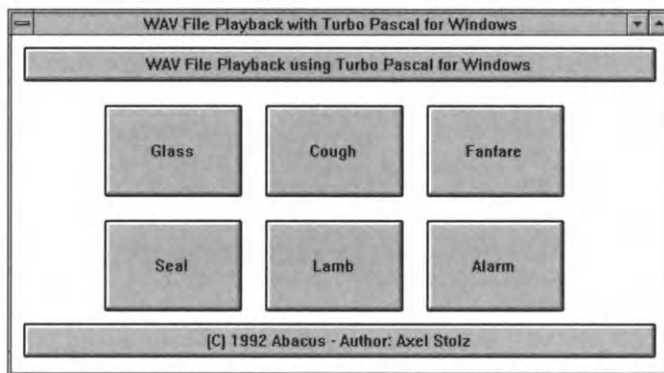 WAV File Playback with Turbo Pascal for Windows
WAV File Playback using Turbo Pascal for Windows
Glass Cough Fanfare
Seal Lamb Alarm
(C) 1992 Abacus - Author: Axel Stolz